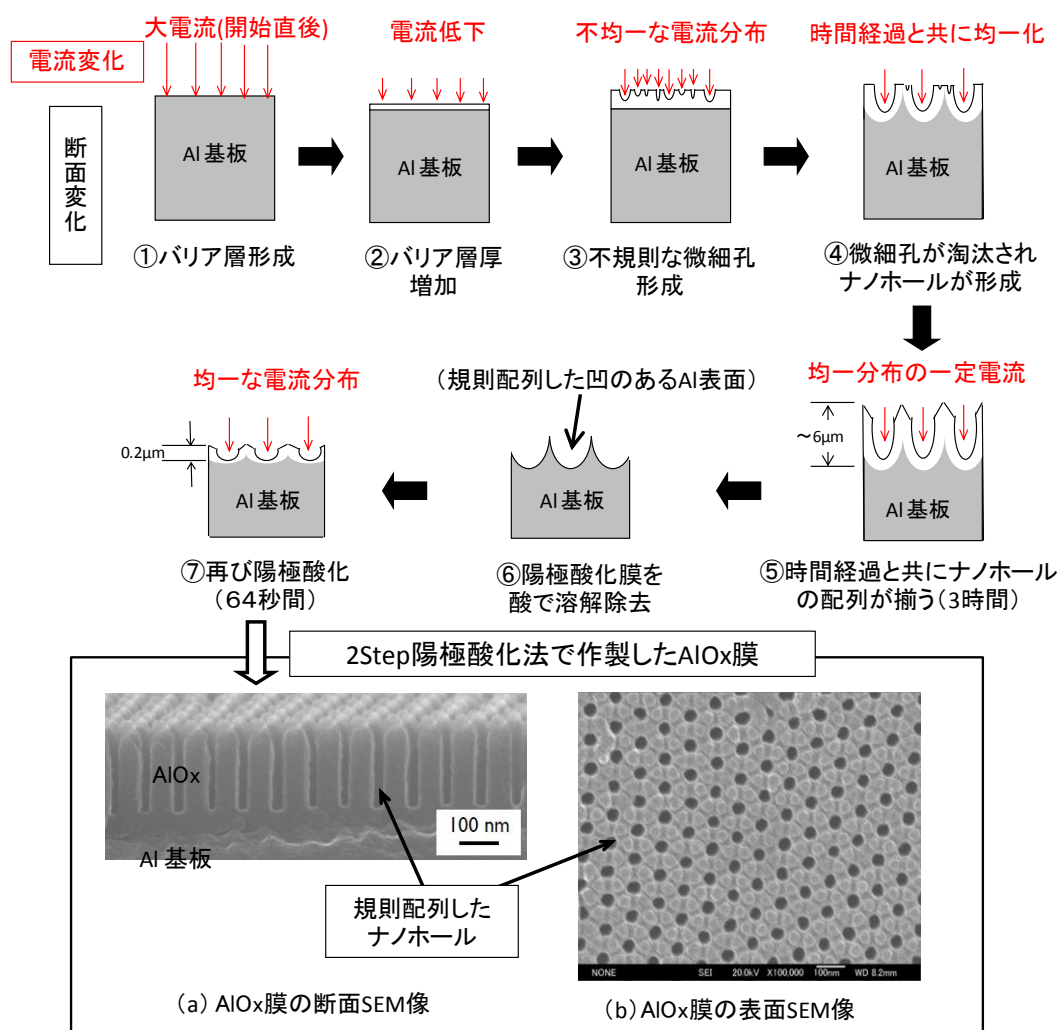 大電流(開始直後)
電流低下
不均一な電流分布
時間経過と共に均一化
電流変化
断面変化
Al 基板
Al 基板
Al 基板
Al 基板
①バリア層形成
②バリア層厚
増加
③不規則な微細孔
形成
④微細孔が淘汰され
ナノホールが形成
均一な電流分布
（規則配列した凹のあるAl表面）
均一分布の一定電流
0.2μm
～6μm
Al 基板
Al 基板
Al 基板
⑦再び陽極酸化
（64秒間）
⑥陽極酸化膜を
酸で溶解除去
⑤時間経過と共にナノホール
の配列が揃う（3時間）
2Step陽極酸化法で作製したAlOx膜
AlOx
100 nm
Al 基板
規則配列した
ナノホール
NONE SEI 20.0kV X100,000 100nm WD 8.2mm
（a）AlOx膜の断面SEM像
（b）AlOx膜の表面SEM像